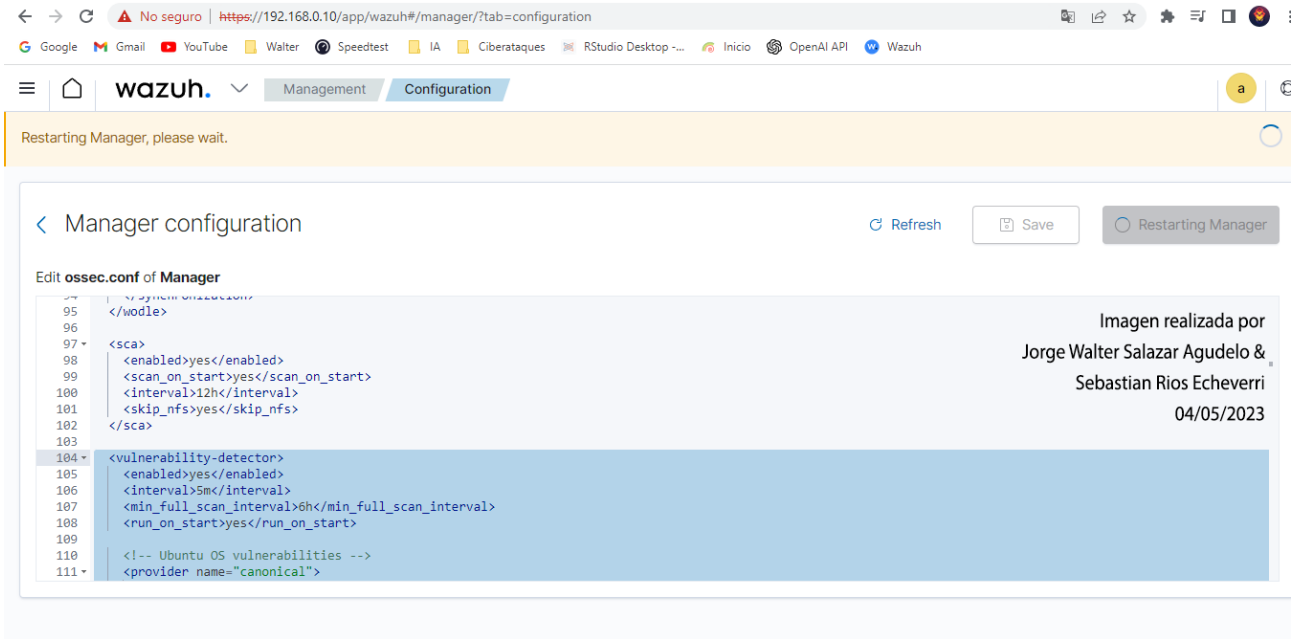 No seguro | https://192.168.0.10/app/wazuh#/manager/?tab=configuration
Google Gmail YouTube Walter Speedtest IA Ciberataques RStudio Desktop -... Inicio OpenAI API Wazuh
wazuh. Management Configuration a
Restarting Manager, please wait.
Manager configuration Refresh Save Restarting Manager
Edit ossec.conf of Manager
94 </synchronization>
95 </wodle>
96
Imagen realizada por
Jorge Walter Salazar Agudelo &
Sebastian Rios Echeverri
04/05/2023
97 <sca>
98 <enabled>yes</enabled>
99 <scan_on_start>yes</scan_on_start>
100 <interval>12h</interval>
101 <skip_nfs>yes</skip_nfs>
102 </sca>
103
104 <vulnerability-detector>
105 <enabled>yes</enabled>
106 <interval>5m</interval>
107 <min_full_scan_interval>6h</min_full_scan_interval>
108 <run_on_start>yes</run_on_start>
109
110 <!-- Ubuntu OS vulnerabilities -->
111 <provider name="canonical">